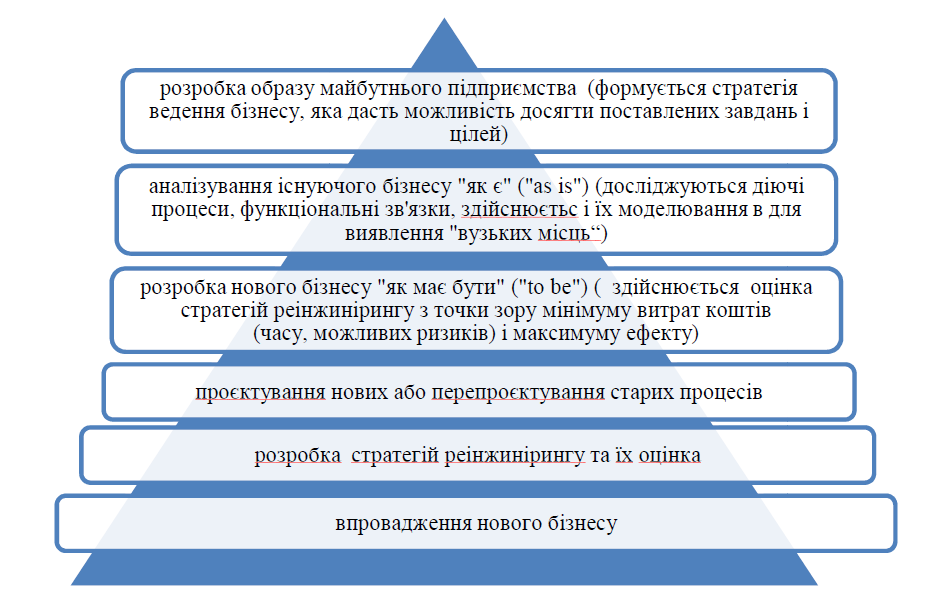 розробка образу майбутнього підприємства (формується стратегія
ведення бізнесу, яка дасть можливість досягти поставлених завдань і
цілей)
аналізування існуючого бізнесу "як є" ("as is") (досліджуються діючі
процеси, функціональні зв'язки, здійснюєтьс і їх моделювання в для
виявлення "вузьких місць“)
розробка нового бізнесу "як має бути" ("to be") ( здійснюється оцінка
стратегій реінжинірингу з точки зору мінімуму витрат коштів
(часу, можливих ризиків) і максимуму ефекту)
проєктування нових або перепроєктування старих процесів
розробка стратегій реінжинірингу та їх оцінка
впровадження нового бізнесу